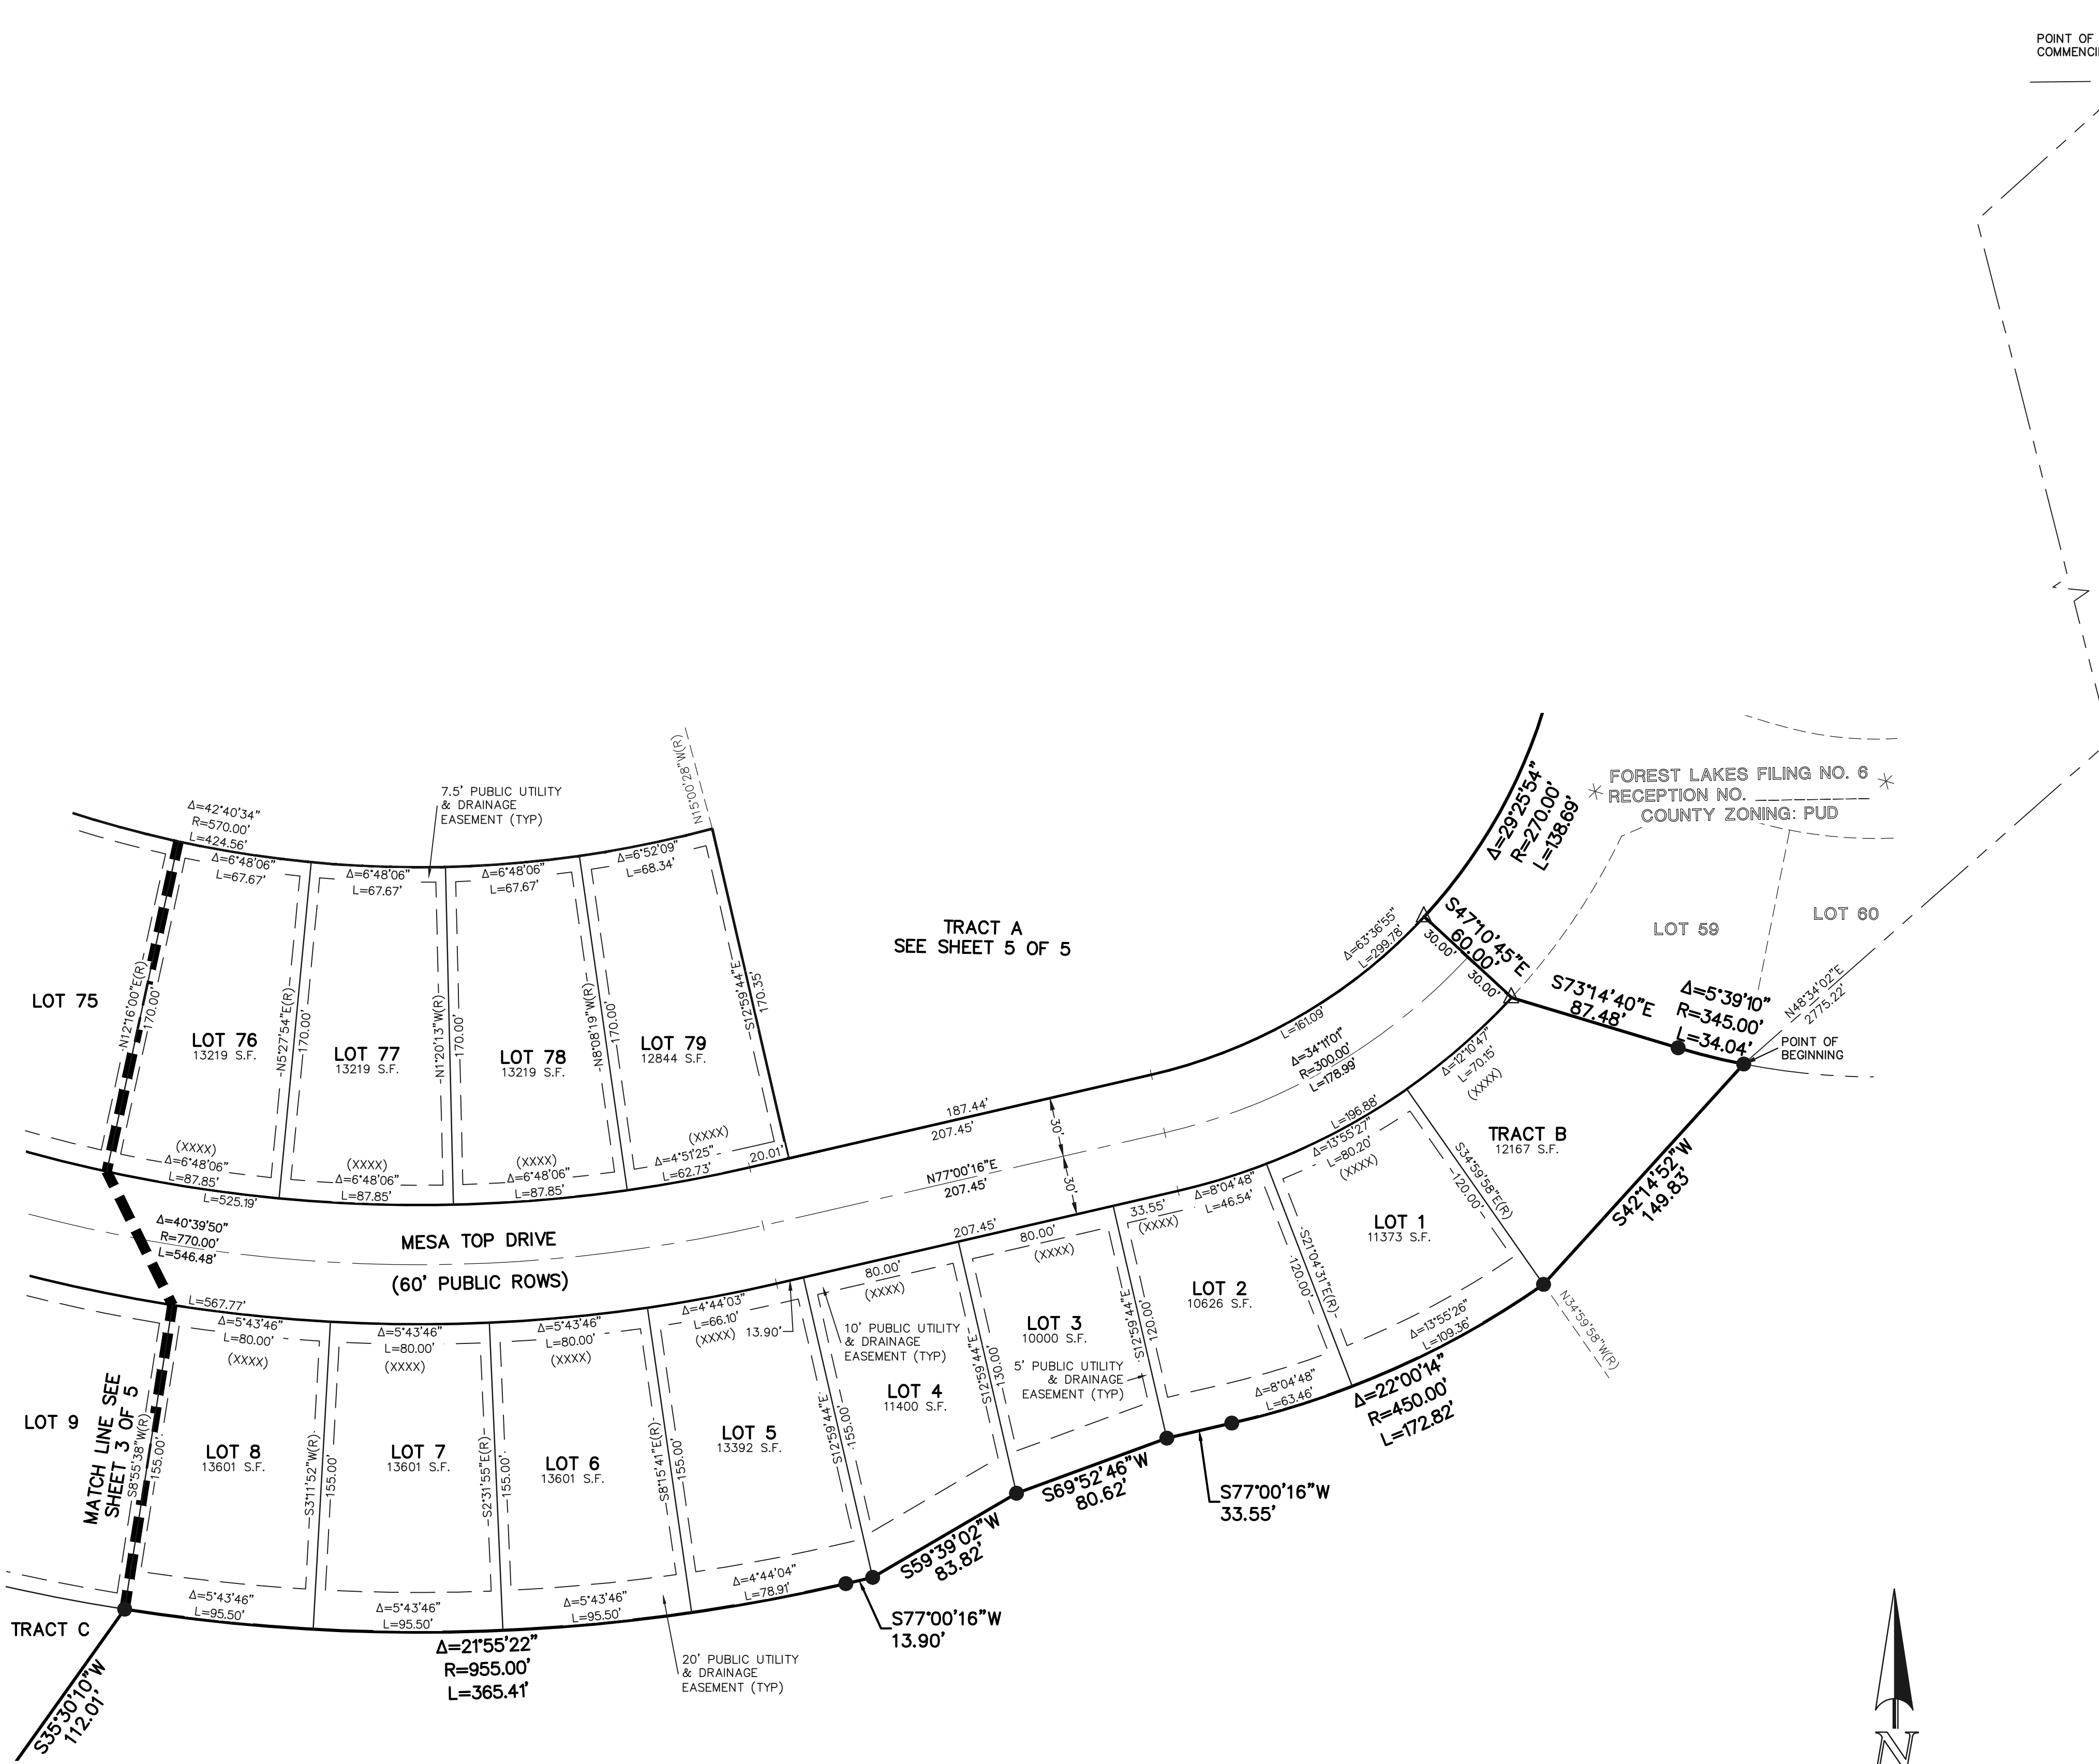 POINT OF
COMMENCI
FOREST LAKES FILING NO. 6
RECEPTION NO. __________
COUNTY ZONING: PUD
LOT 59
LOT 60
N48°34'02"E
2775.22'
POINT OF
BEGINNING
Δ=5°39'10"
R=345.00'
L=34.04'
S73°14'40"E
87.48'
S47°10'45"E
60.00'
30.00'
30.00'
Δ=29°25'54"
R=270.00'
L=138.69'
Δ=63°36'55"
L=299.78'
L=161.09'
Δ=34°11'01"
R=300.00'
L=178.99'
L=196.88'
Δ=12°10'47"
L=70.15'
(XXXX)
TRACT B
12167 S.F.
S42°14'52"W
149.83'
S34°59'58"E(R)
120.00'
N34°59'58"W(R)
TRACT A
SEE SHEET 5 OF 5
7.5' PUBLIC UTILITY
& DRAINAGE
EASEMENT (TYP)
N15°00'28"W(R)
Δ=42°40'34"
R=570.00'
L=424.56'
Δ=6°48'06"
L=67.67'
Δ=6°48'06"
L=67.67'
Δ=6°48'06"
L=67.67'
Δ=6°52'09"
L=68.34'
LOT 75
N12°16'00"E(R)
170.00'
LOT 76
13219 S.F.
N5°27'54"E(R)
170.00'
LOT 77
13219 S.F.
N1°20'13"W(R)
170.00'
LOT 78
13219 S.F.
N8°08'19"W(R)
170.00'
LOT 79
12844 S.F.
S12°59'44"E
170.35'
(XXXX)
Δ=6°48'06"
L=87.85'
(XXXX)
Δ=6°48'06"
L=87.85'
(XXXX)
Δ=6°48'06"
L=87.85'
(XXXX)
Δ=4°51'25"
L=62.73'
20.01'
L=525.19'
187.44'
207.45'
30'
30'
N77°00'16"E
207.45'
Δ=40°39'50"
R=770.00'
L=546.48'
MESA TOP DRIVE
(60' PUBLIC ROWS)
L=567.77'
207.45'
Δ=5°43'46"
L=80.00'
(XXXX)
Δ=5°43'46"
L=80.00'
(XXXX)
Δ=5°43'46"
L=80.00'
(XXXX)
Δ=4°44'03"
L=66.10'
(XXXX)
13.90'
80.00'
(XXXX)
80.00'
(XXXX)
33.55'
(XXXX)
Δ=8°04'48"
L=46.54'
Δ=13°55'27"
L=80.20'
(XXXX)
10' PUBLIC UTILITY
& DRAINAGE
EASEMENT (TYP)
5' PUBLIC UTILITY
& DRAINAGE
EASEMENT (TYP)
LOT 1
11373 S.F.
S21°04'31"E(R)
120.00'
LOT 2
10626 S.F.
S12°59'44"E
120.00'
LOT 3
10000 S.F.
S12°59'44"E
130.00'
LOT 4
11400 S.F.
S12°59'44"E
155.00'
LOT 5
13392 S.F.
S8°15'41"E(R)
155.00'
LOT 6
13601 S.F.
S2°31'55"E(R)
155.00'
LOT 7
13601 S.F.
S3°11'52"W(R)
155.00'
LOT 8
13601 S.F.
S8°55'38"W(R)
155.00'
LOT 9
MATCH LINE SEE
SHEET 3 OF 5
Δ=13°55'26"
L=109.36'
Δ=8°04'48"
L=63.46'
Δ=22°00'14"
R=450.00'
L=172.82'
S77°00'16"W
33.55'
S69°52'46"W
80.62'
S59°39'02"W
83.82'
S77°00'16"W
13.90'
Δ=4°44'04"
L=78.91'
Δ=5°43'46"
L=95.50'
Δ=5°43'46"
L=95.50'
Δ=5°43'46"
L=95.50'
Δ=21°55'22"
R=955.00'
L=365.41'
20' PUBLIC UTILITY
& DRAINAGE
EASEMENT (TYP)
TRACT C
S35°30'10"W
112.01'
N